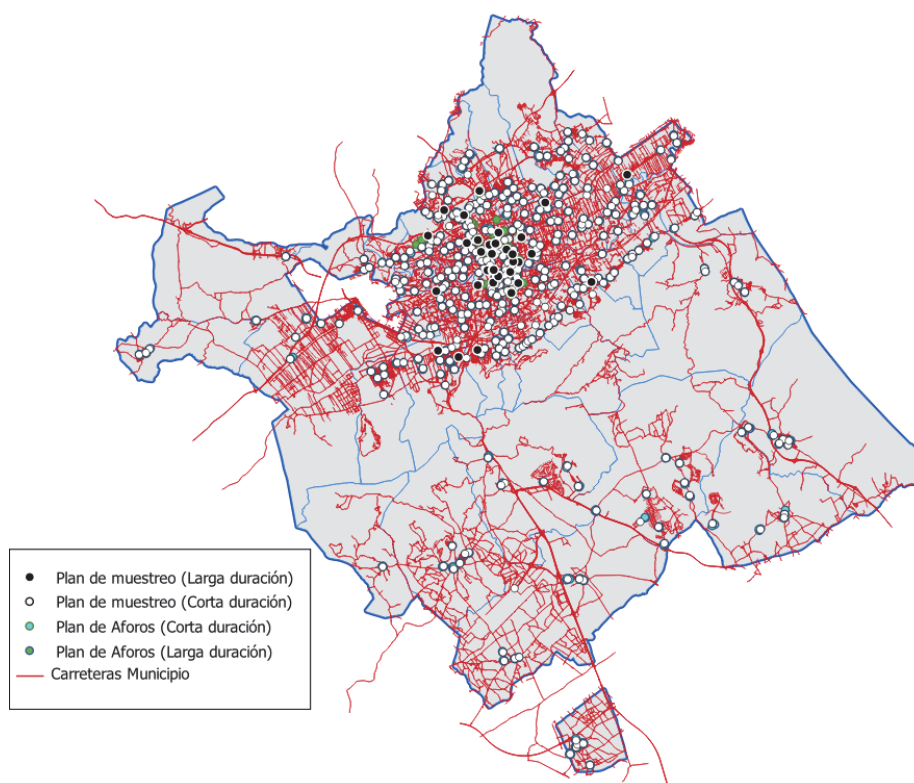 Plan de muestreo (Larga duración)
Plan de muestreo (Corta duración)
Plan de Aforos (Corta duración)
Plan de Aforos (Larga duración)
Carreteras Municipio